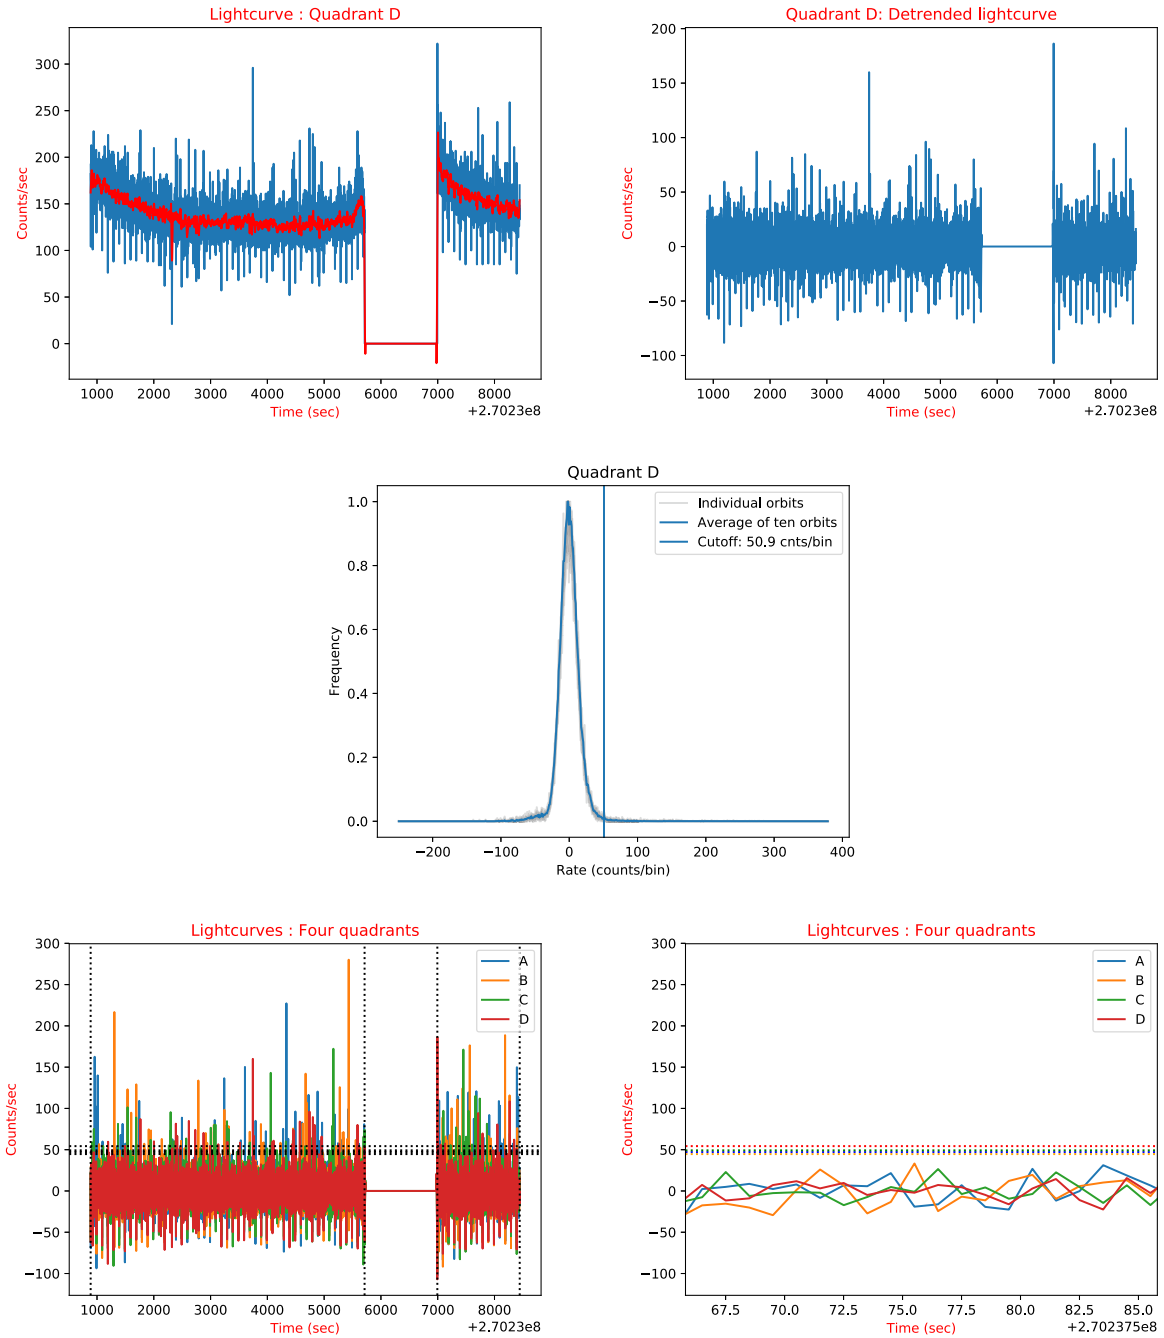 Lightcurve : Quadrant D
Counts/sec
300
250
200
150
100
50
0
1000 2000 3000 4000 5000 6000 7000 8000
Time (sec)
+2.7023e8
Quadrant D: Detrended lightcurve
Counts/sec
200
150
100
50
0
−50
−100
1000 2000 3000 4000 5000 6000 7000 8000
Time (sec)
+2.7023e8
Quadrant D
Frequency
1.0
0.8
0.6
0.4
0.2
0.0
Individual orbits
Average of ten orbits
Cutoff: 50.9 cnts/bin
−200 −100 0 100 200 300 400
Rate (counts/bin)
Lightcurves : Four quadrants
Counts/sec
300
250
200
150
100
50
0
−50
−100
A
B
C
D
1000 2000 3000 4000 5000 6000 7000 8000
Time (sec)
+2.7023e8
Lightcurves : Four quadrants
Counts/sec
300
250
200
150
100
50
0
−50
−100
A
B
C
D
67.5 70.0 72.5 75.0 77.5 80.0 82.5 85.0
Time (sec)
+2.702375e8